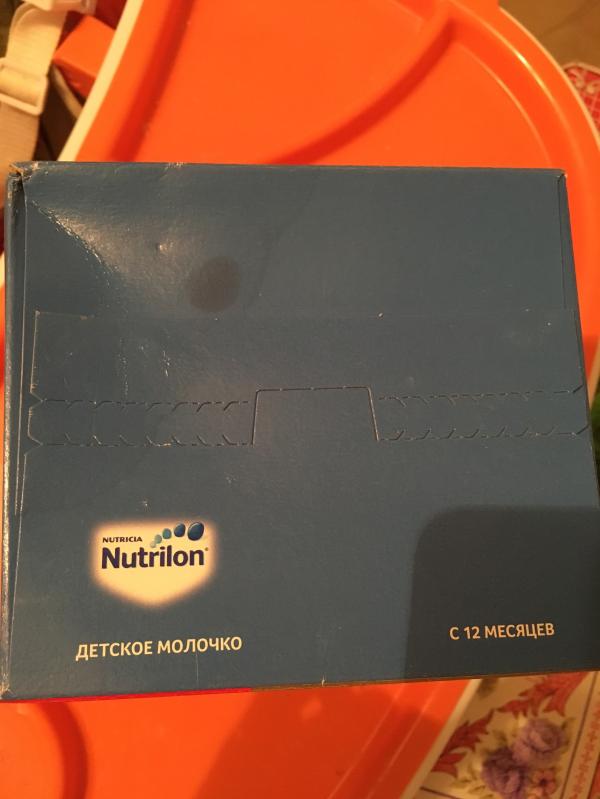 NUTRICIA
Nutrilon®
ДЕТСКОЕ МОЛОЧКО
С 12 МЕСЯЦЕВ